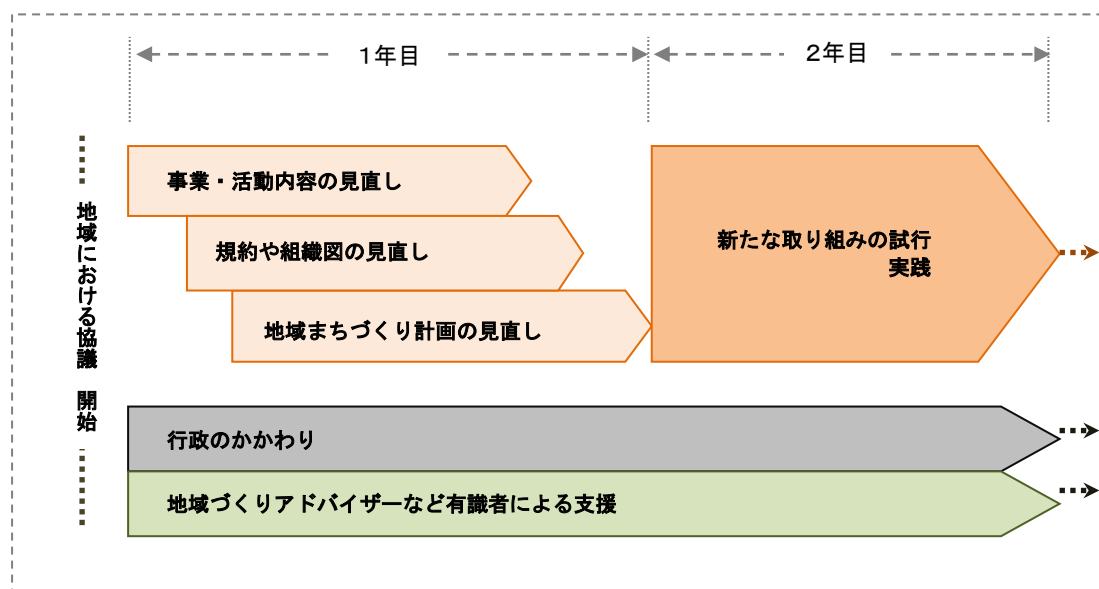 1年目
2年目
地域における協議　開始
事業・活動内容の見直し
規約や組織図の見直し
地域まちづくり計画の見直し
新たな取り組みの試行
実践
行政のかかわり
地域づくりアドバイザーなど有識者による支援